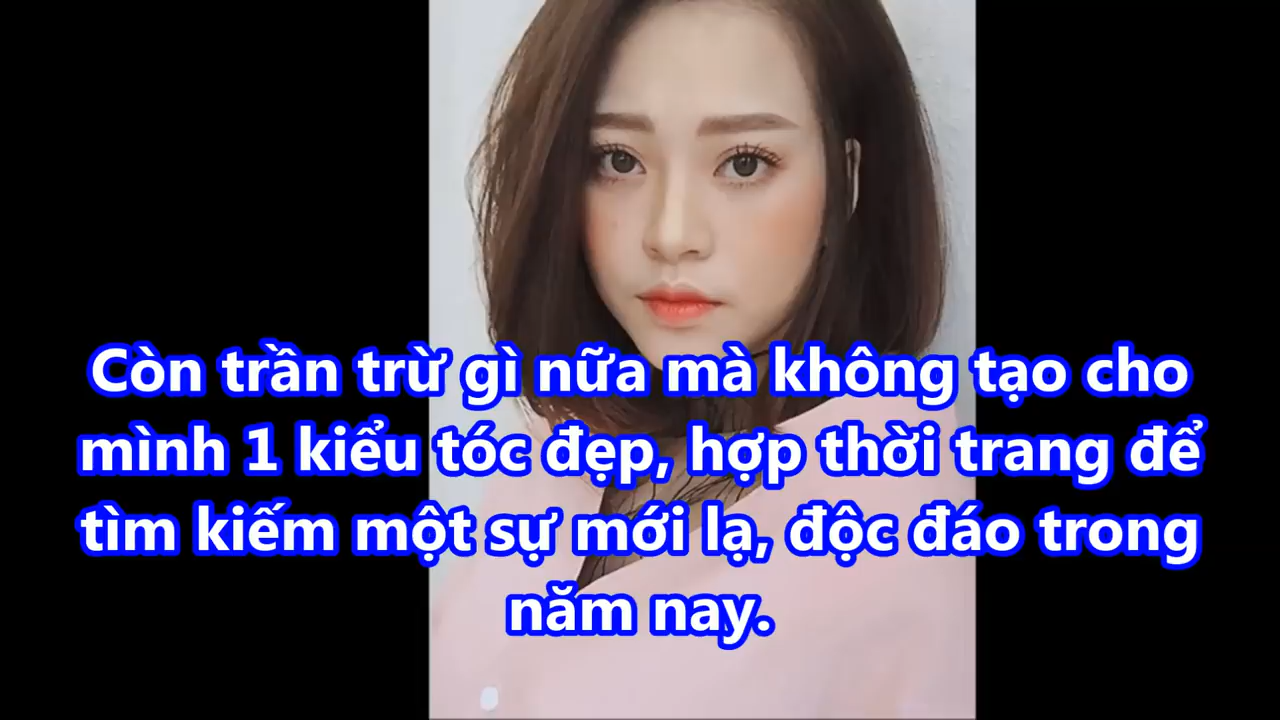 Còn trần trừ gì nữa mà không tạo cho
mình 1 kiểu tóc đẹp, hợp thời trang để
tìm kiếm một sự mới lạ, độc đáo trong
năm nay.